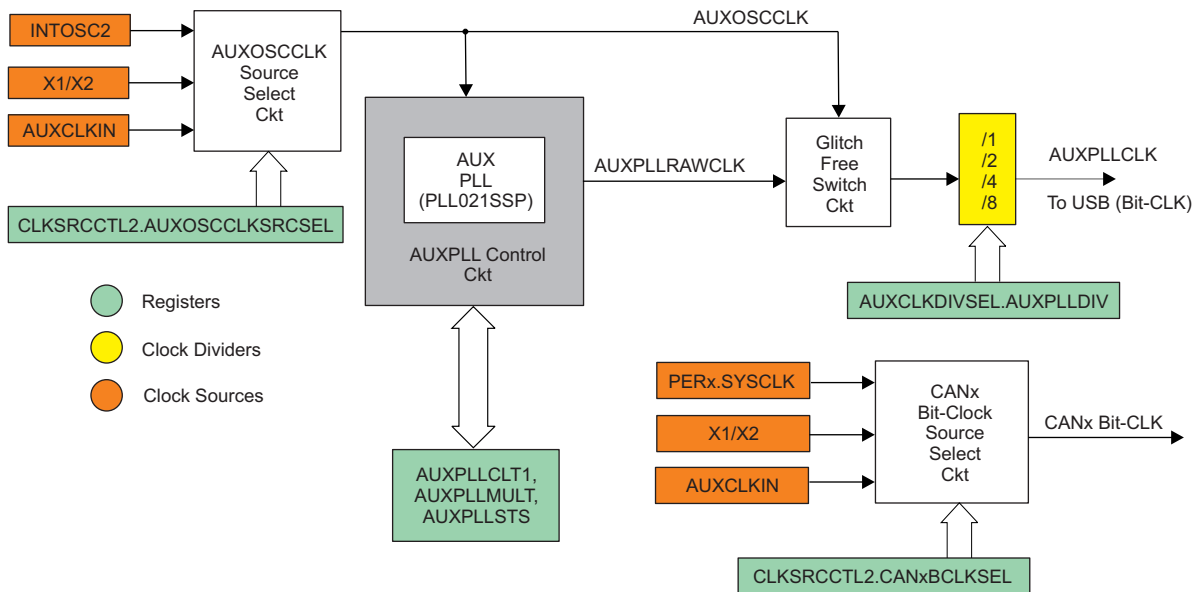 INTOSC2
X1/X2
AUXCLKIN
AUXOSCCLK
Source
Select
Ckt
CLKSRCCTL2.AUXOSCCLKSRCSEL
AUXOSCCLK
AUX
PLL
(PLL021SSP)
AUXPLL Control
Ckt
AUXPLLRAWCLK
Glitch
Free
Switch
Ckt
/1
/2
/4
/8
AUXPLLCLK
To USB (Bit-CLK)
AUXCLKDIVSEL.AUXPLLDIV
Registers
Clock Dividers
Clock Sources
AUXPLLCLT1,
AUXPLLMULT,
AUXPLLSTS
PERx.SYSCLK
X1/X2
AUXCLKIN
CANx
Bit-Clock
Source
Select
Ckt
CANx Bit-CLK
CLKSRCCTL2.CANxBCLKSEL